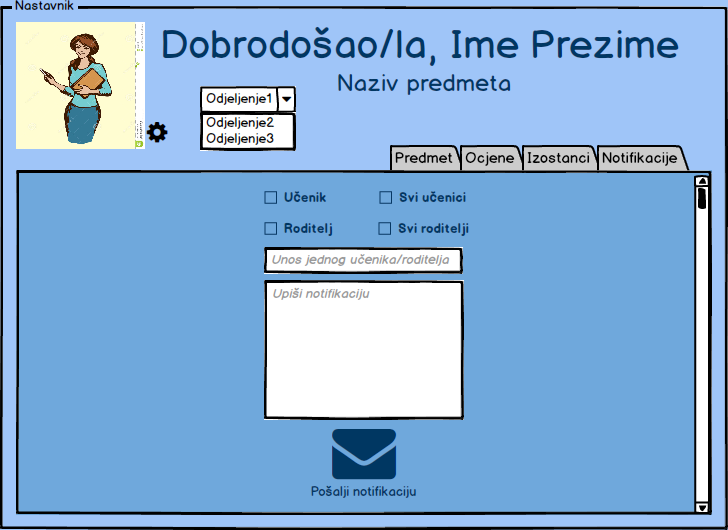 Nastavnik
Dobrodošao/la, Ime Prezime
Naziv predmeta
Odjeljenje1
Odjeljenje2
Odjeljenje3
Predmet Ocjene Izostanci Notifikacije
Učenik Svi učenici
Roditelj Svi roditelji
Unos jednog učenika/roditelja
Upiši notifikaciju
Pošalji notifikaciju